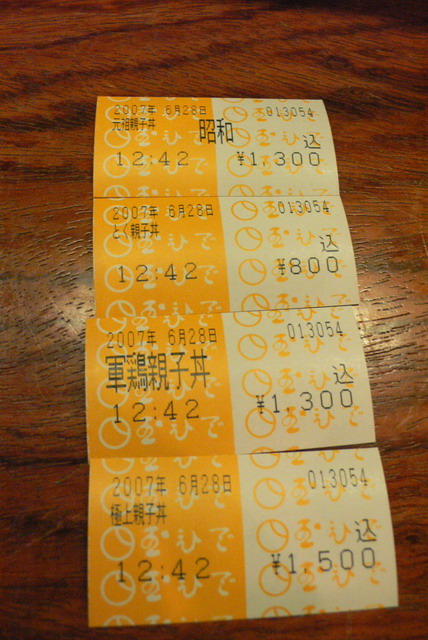 2007年 6月28日 013054
元祖親子丼 昭和 込
12:42 ¥1,300
2007年 6月28日 013054
とく親子丼 込
12:42 ¥800
2007年 6月28日 013054
軍鶏親子丼 込
12:42 ¥1,300
2007年 6月28日 013054
極上親子丼 込
12:42 ¥1,500